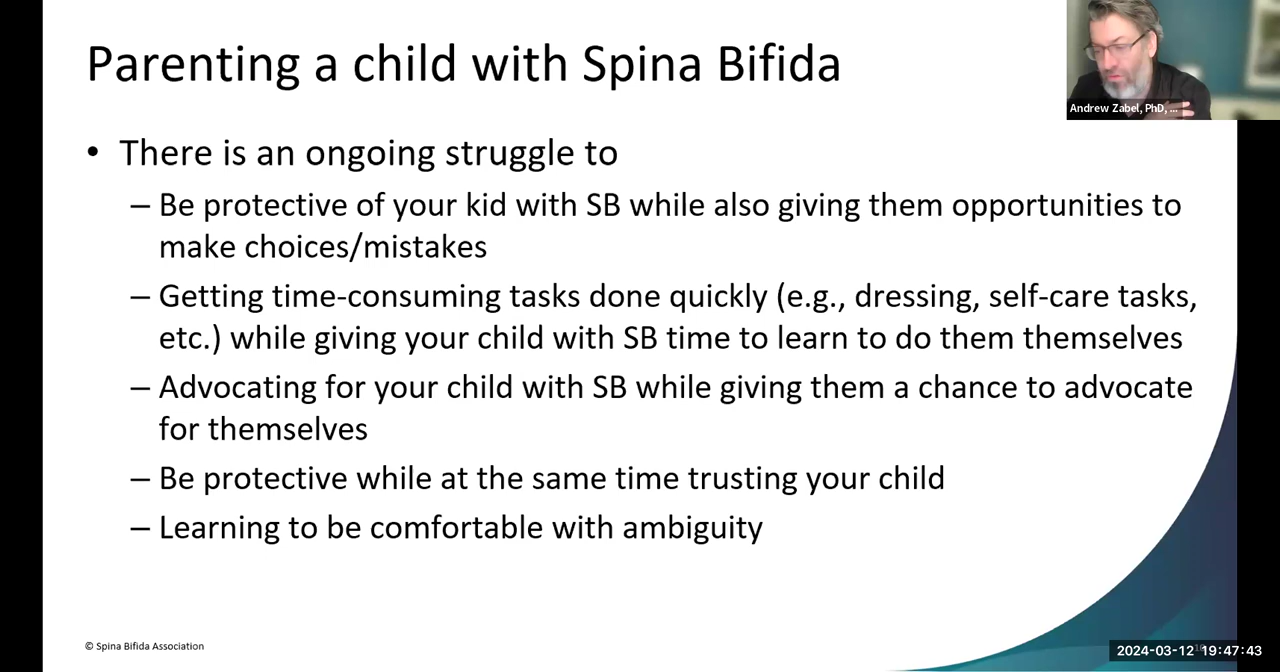 Parenting a child with Spina Bifida
Andrew Zabel, PhD, ...
• There is an ongoing struggle to
– Be protective of your kid with SB while also giving them opportunities to
make choices/mistakes
– Getting time-consuming tasks done quickly (e.g., dressing, self-care tasks,
etc.) while giving your child with SB time to learn to do them themselves
– Advocating for your child with SB while giving them a chance to advocate
for themselves
– Be protective while at the same time trusting your child
– Learning to be comfortable with ambiguity
© Spina Bifida Association
2024-03-12 19:47:43